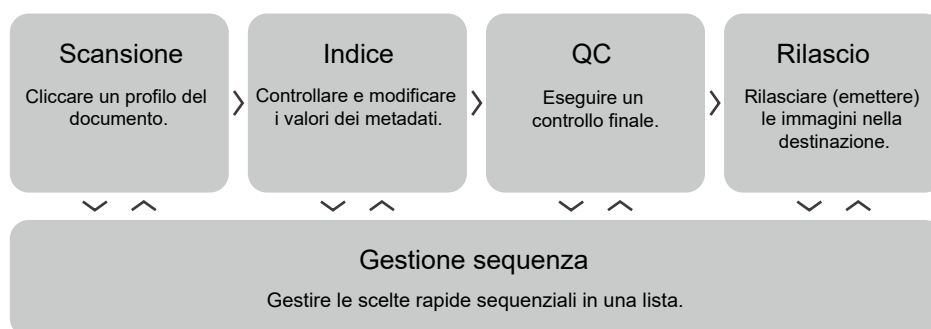 Scansione
Cliccare un profilo del
documento.
Indice
Controllare e modificare
i valori dei metadati.
QC
Eseguire un
controllo finale.
Rilascio
Rilasciare (emettere)
le immagini nella
destinazione.
Gestione sequenza
Gestire le scelte rapide sequenziali in una lista.